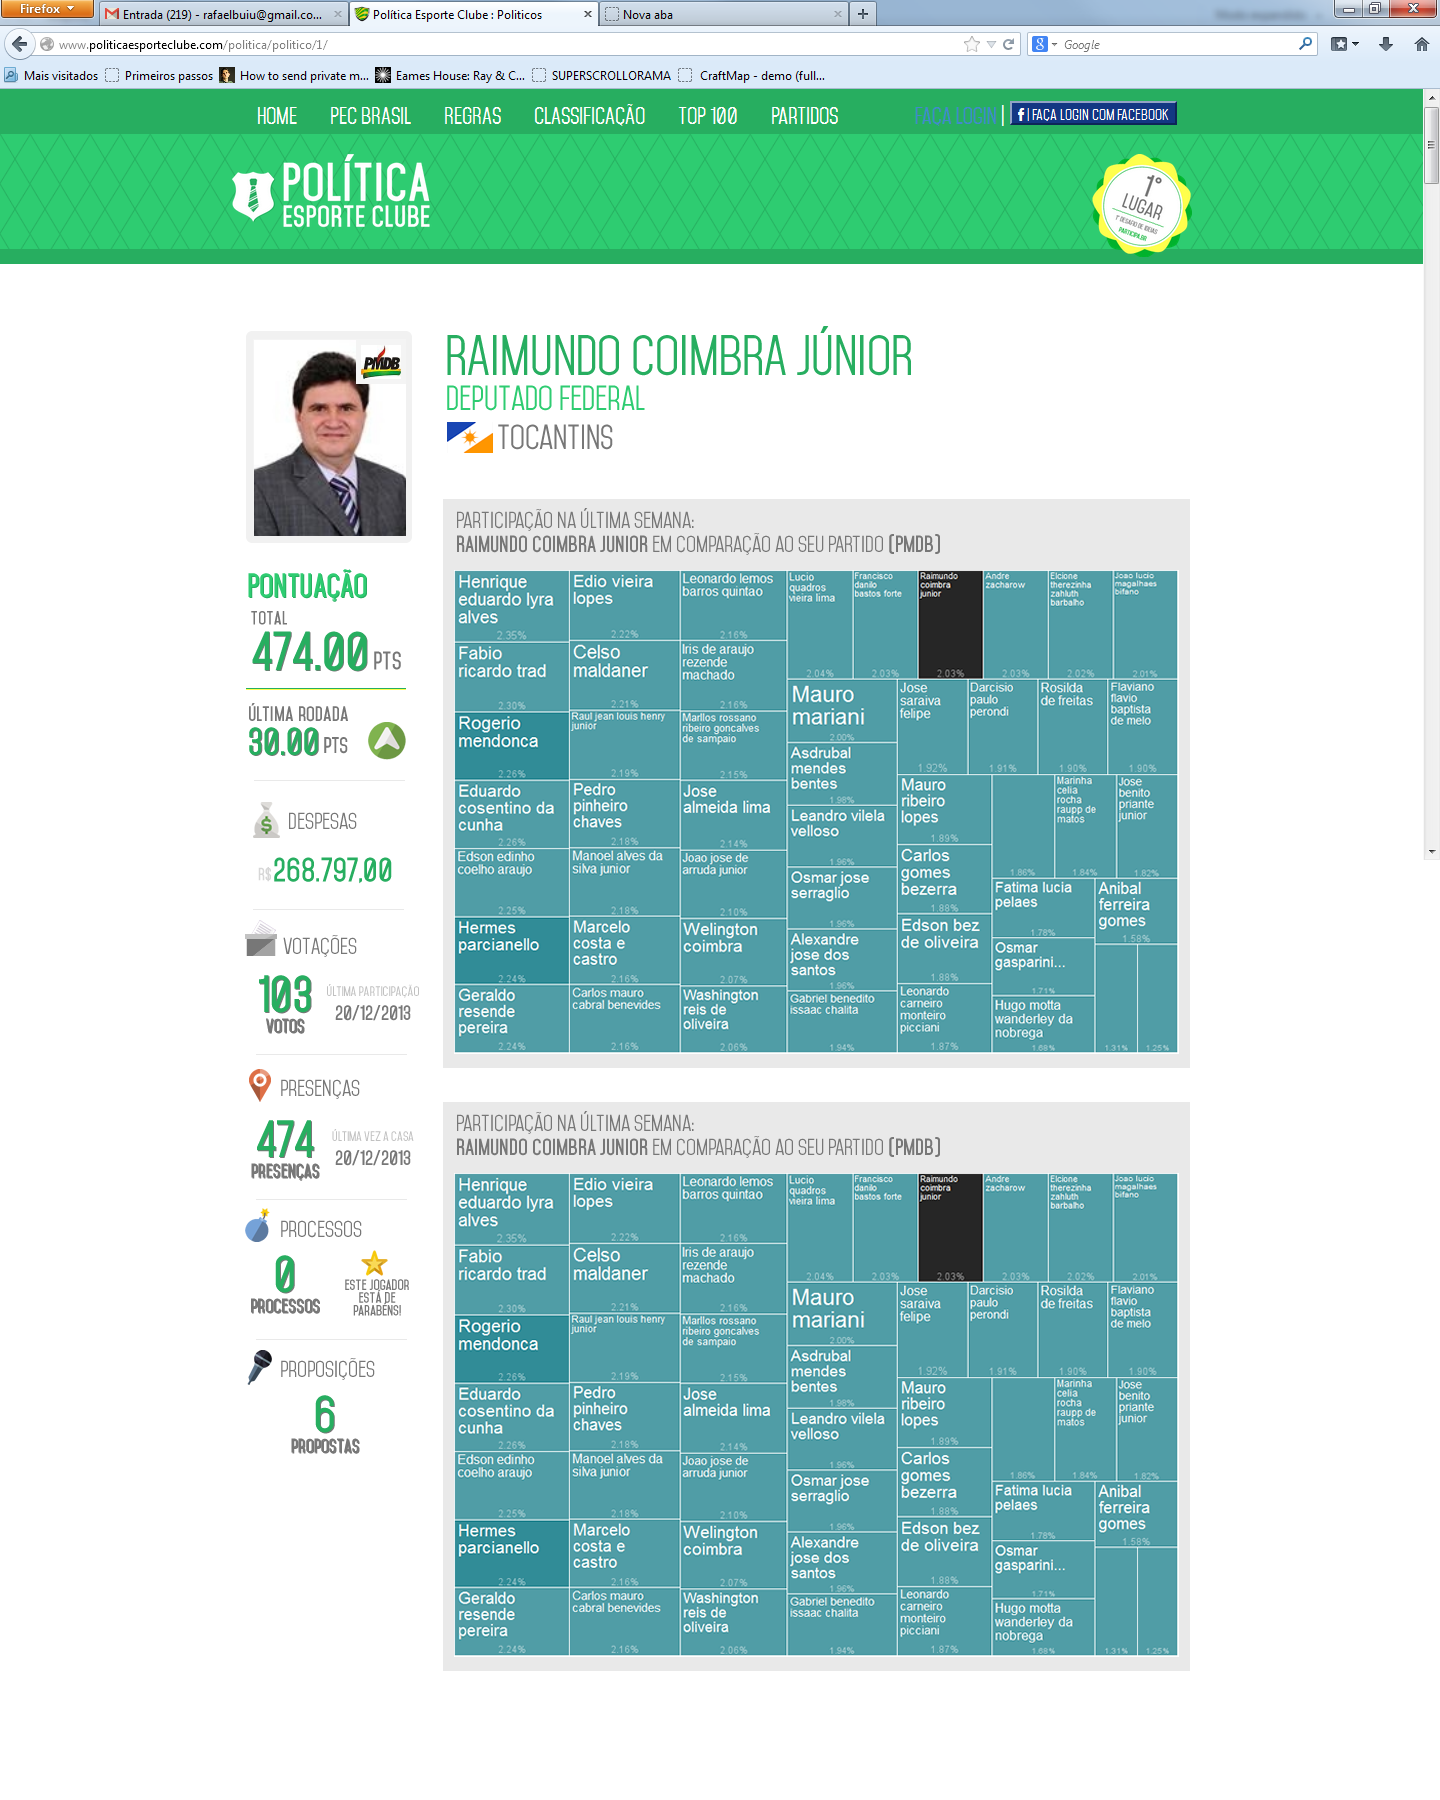 Firefox
Entrada (219) - rafaelbuiu@gmail.co...
Política Esporte Clube : Politicos
Nova aba
www.politicaesporteclube.com/politica/politico/1/
Google
Mais visitados
Primeiros passos
How to send private m...
Eames House: Ray & C...
SUPERSCROLLORAMA
CraftMap - demo (full...
HOME
PEC BRASIL
REGRAS
CLASSIFICAÇÃO
TOP 100
PARTIDOS
FAÇA LOGIN
f | FAÇA LOGIN COM FACEBOOK
POLÍTICA
ESPORTE CLUBE
1°
LUGAR
1° DESAFIO DE IDEIAS
PARTICIPA.BR
PMDB
RAIMUNDO COIMBRA JÚNIOR
DEPUTADO FEDERAL
TOCANTINS
PONTUAÇÃO
TOTAL
474.00 PTS
ÚLTIMA RODADA
30.00 PTS
DESPESAS
R$ 268.797,00
VOTAÇÕES
103
VOTOS
ÚLTIMA PARTICIPAÇÃO
20/12/2013
PRESENÇAS
474
PRESENÇAS
ÚLTIMA VEZ A CASA
20/12/2013
PROCESSOS
0
PROCESSOS
ESTE JOGADOR
ESTÁ DE
PARABÉNS!
PROPOSIÇÕES
6
PROPOSTAS
PARTICIPAÇÃO NA ÚLTIMA SEMANA:
RAIMUNDO COIMBRA JUNIOR EM COMPARAÇÃO AO SEU PARTIDO (PMDB)
Henrique
eduardo lyra
alves
2.35%
Fabio
ricardo trad
2.30%
Rogerio
mendonca
2.26%
Eduardo
cosentino da
cunha
2.26%
Edson edinho
coelho araujo
2.25%
Hermes
parcianello
2.24%
Geraldo
resende
pereira
2.24%
Edio vieira
lopes
2.22%
Celso
maldaner
2.21%
Raul jean louis henry
junior
2.19%
Pedro
pinheiro
chaves
2.18%
Manoel alves da
silva junior
2.18%
Marcelo
costa e
castro
2.16%
Carlos mauro
cabral benevides
2.16%
Leonardo lemos
barros quintao
2.16%
Iris de araujo
rezende
machado
2.16%
Marllos rossano
ribeiro goncalves
de sampaio
2.15%
Jose
almeida lima
2.14%
Joao jose de
arruda junior
2.10%
Welington
coimbra
2.07%
Washington
reis de
oliveira
2.06%
Lucio
quadros
vieira lima
2.04%
Francisco
danilo
bastos forte
2.03%
Raimundo
coimbra
junior
2.03%
Andre
zacharow
2.03%
Elcione
therezinha
zahluth
barbalho
2.02%
Joao lucio
magalhaes
bifano
2.01%
Mauro
mariani
2.00%
Asdrubal
mendes
bentes
1.98%
Leandro vilela
velloso
1.96%
Osmar jose
serraglio
1.96%
Alexandre
jose dos
santos
1.96%
Gabriel benedito
issaac chalita
1.94%
Jose
saraiva
felipe
1.92%
Darcisio
paulo
perondi
1.91%
Rosilda
de freitas
1.90%
Flaviano
flavio
baptista
de melo
1.90%
Mauro
ribeiro
lopes
1.89%
Carlos
gomes
bezerra
1.88%
Edson bez
de oliveira
1.88%
Leonardo
carneiro
monteiro
picciani
1.87%
1.86%
Marinha
celia
rocha
raupp de
matos
1.84%
Jose
benito
priante
junior
1.82%
Fatima lucia
pelaes
1.78%
Osmar
gasparini...
1.71%
Hugo motta
wanderley da
nobrega
1.68%
Anibal
ferreira
gomes
1.58%
1.31%
1.25%
PARTICIPAÇÃO NA ÚLTIMA SEMANA:
RAIMUNDO COIMBRA JUNIOR EM COMPARAÇÃO AO SEU PARTIDO (PMDB)
Henrique
eduardo lyra
alves
2.35%
Fabio
ricardo trad
2.30%
Rogerio
mendonca
2.26%
Eduardo
cosentino da
cunha
2.26%
Edson edinho
coelho araujo
2.25%
Hermes
parcianello
2.24%
Geraldo
resende
pereira
2.24%
Edio vieira
lopes
2.22%
Celso
maldaner
2.21%
Raul jean louis henry
junior
2.19%
Pedro
pinheiro
chaves
2.18%
Manoel alves da
silva junior
2.18%
Marcelo
costa e
castro
2.16%
Carlos mauro
cabral benevides
2.16%
Leonardo lemos
barros quintao
2.16%
Iris de araujo
rezende
machado
2.16%
Marllos rossano
ribeiro goncalves
de sampaio
2.15%
Jose
almeida lima
2.14%
Joao jose de
arruda junior
2.10%
Welington
coimbra
2.07%
Washington
reis de
oliveira
2.06%
Lucio
quadros
vieira lima
2.04%
Francisco
danilo
bastos forte
2.03%
Raimundo
coimbra
junior
2.03%
Andre
zacharow
2.03%
Elcione
therezinha
zahluth
barbalho
2.02%
Joao lucio
magalhaes
bifano
2.01%
Mauro
mariani
2.00%
Asdrubal
mendes
bentes
1.98%
Leandro vilela
velloso
1.96%
Osmar jose
serraglio
1.96%
Alexandre
jose dos
santos
1.96%
Gabriel benedito
issaac chalita
1.94%
Jose
saraiva
felipe
1.92%
Darcisio
paulo
perondi
1.91%
Rosilda
de freitas
1.90%
Flaviano
flavio
baptista
de melo
1.90%
Mauro
ribeiro
lopes
1.89%
Carlos
gomes
bezerra
1.88%
Edson bez
de oliveira
1.88%
Leonardo
carneiro
monteiro
picciani
1.87%
1.86%
Marinha
celia
rocha
raupp de
matos
1.84%
Jose
benito
priante
junior
1.82%
Fatima lucia
pelaes
1.78%
Osmar
gasparini...
1.71%
Hugo motta
wanderley da
nobrega
1.68%
Anibal
ferreira
gomes
1.58%
1.31%
1.25%